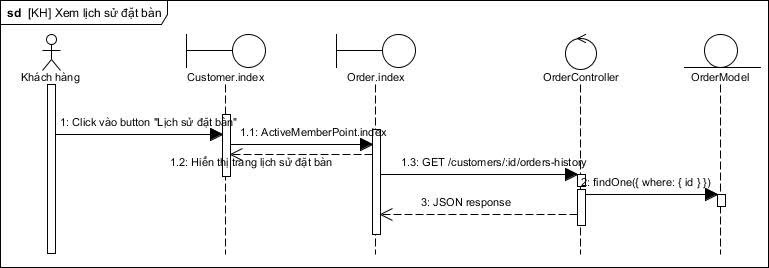 sd [KH] Xem lịch sử đặt bàn
Khách hàng
Customer.index
Order.index
OrderController
OrderModel
1: Click vào button "Lịch sử đặt bàn"
1.1: ActiveMemberPoint.index
1.2: Hiển thị trang lịch sử đặt bàn
1.3: GET /customers/:id/orders-history
2: findOne({ where: { id } })
3: JSON response